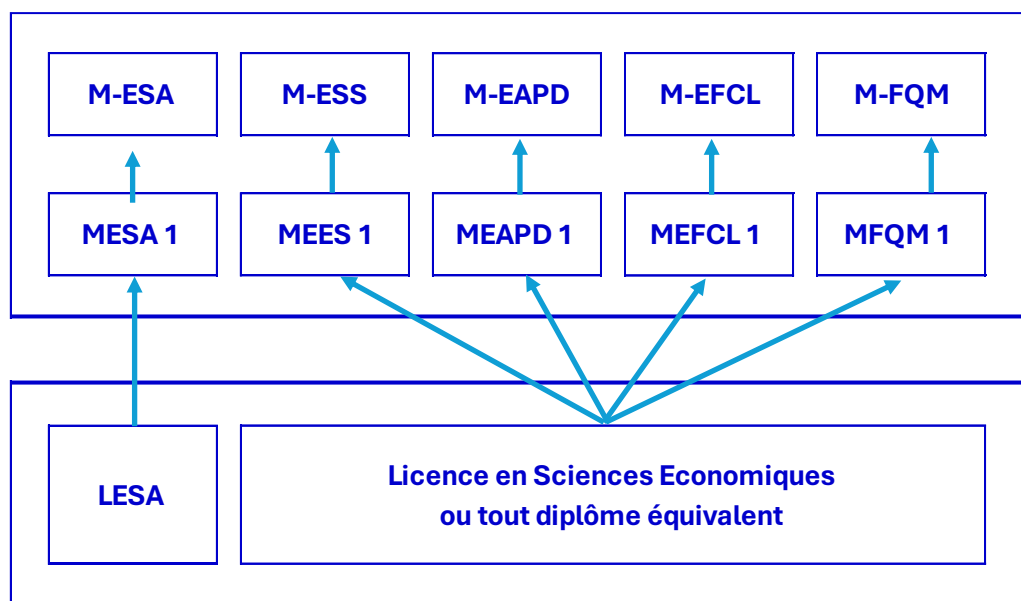 M-ESA
M-ESS
M-EAPD
M-EFCL
M-FQM
MESA 1
MEES 1
MEAPD 1
MEFCL 1
MFQM 1
LESA
Licence en Sciences Economiques
ou tout diplôme équivalent